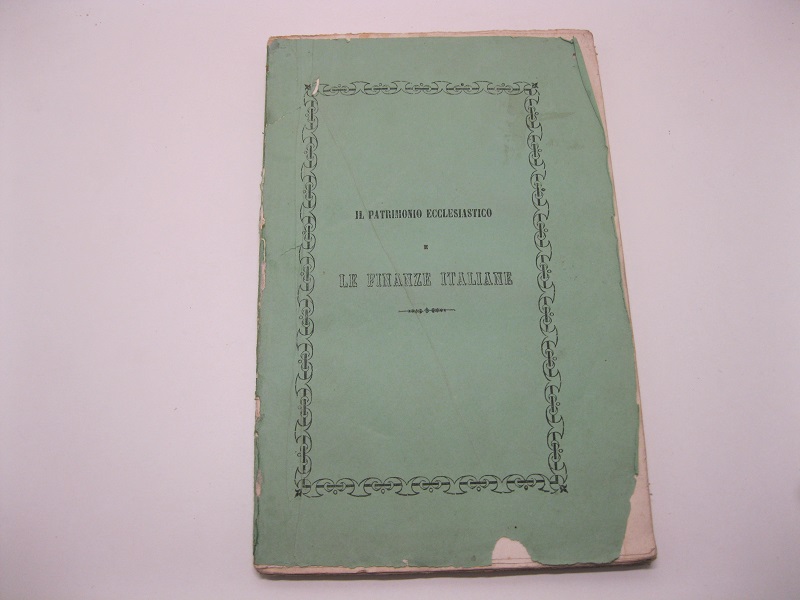 IL PATRIMONIO ECCLESIASTICO
E
LE FINANZE ITALIANE